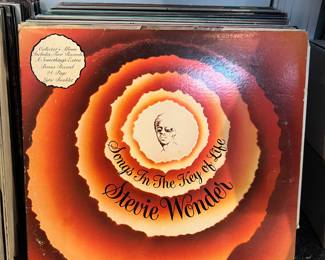 Collector's Album
Includes Two Records
A Something's Extra
Bonus Record
24 Page
Lyric Booklet
Songs In The Key of Life
Stevie Wonder